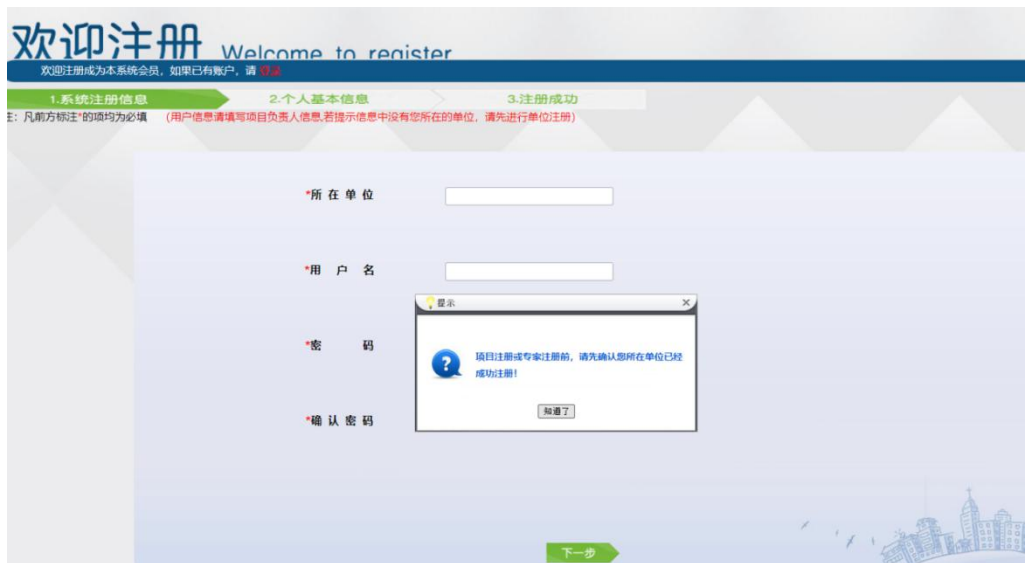 欢迎注册 Welcome to register
欢迎注册成为本系统会员，如果已有账户，请 登录
1.系统注册信息
2.个人基本信息
3.注册成功
注：凡前方标注*的项均为必填 (用户信息请填写项目负责人信息,若提示信息中没有您所在的单位，请先进行单位注册)
*所 在 单 位
*用 户 名
提示
*密 码
项目注册或专家注册前，请先确认您所在单位已经
成功注册！
知道了
*确 认 密 码
下一步